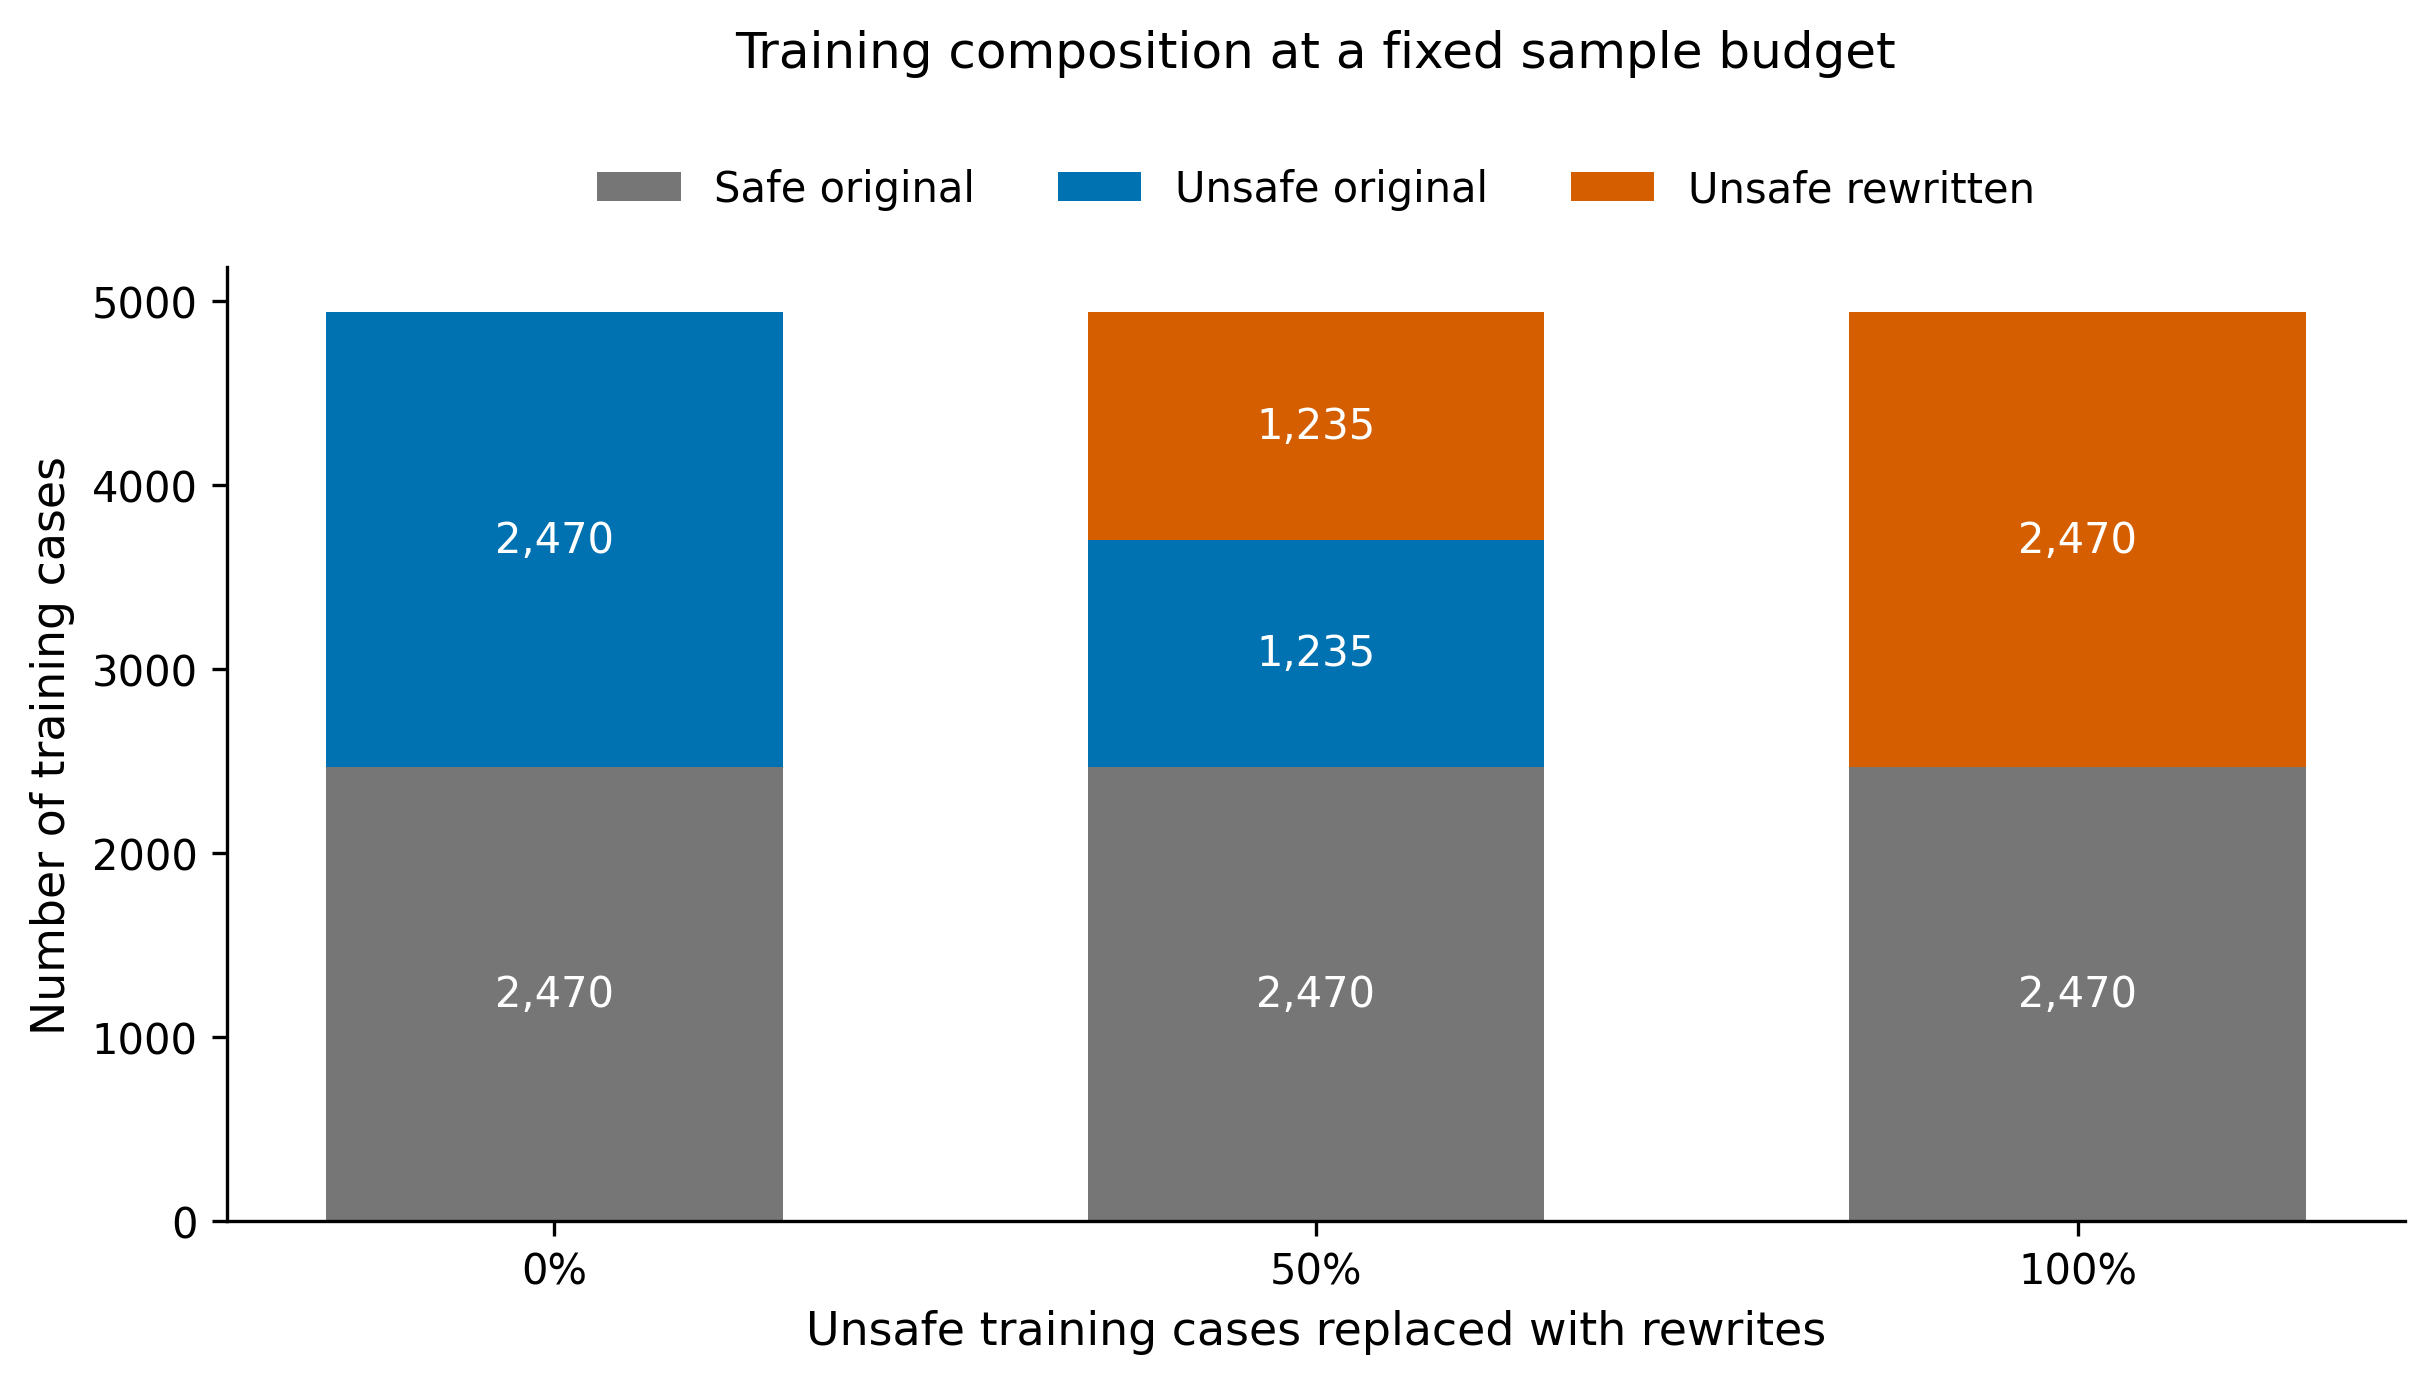 Training composition at a fixed sample budget
Safe original
Unsafe original
Unsafe rewritten
Number of training cases
5000
4000
3000
2000
1000
0
2,470
2,470
1,235
1,235
2,470
2,470
2,470
0%
50%
100%
Unsafe training cases replaced with rewrites